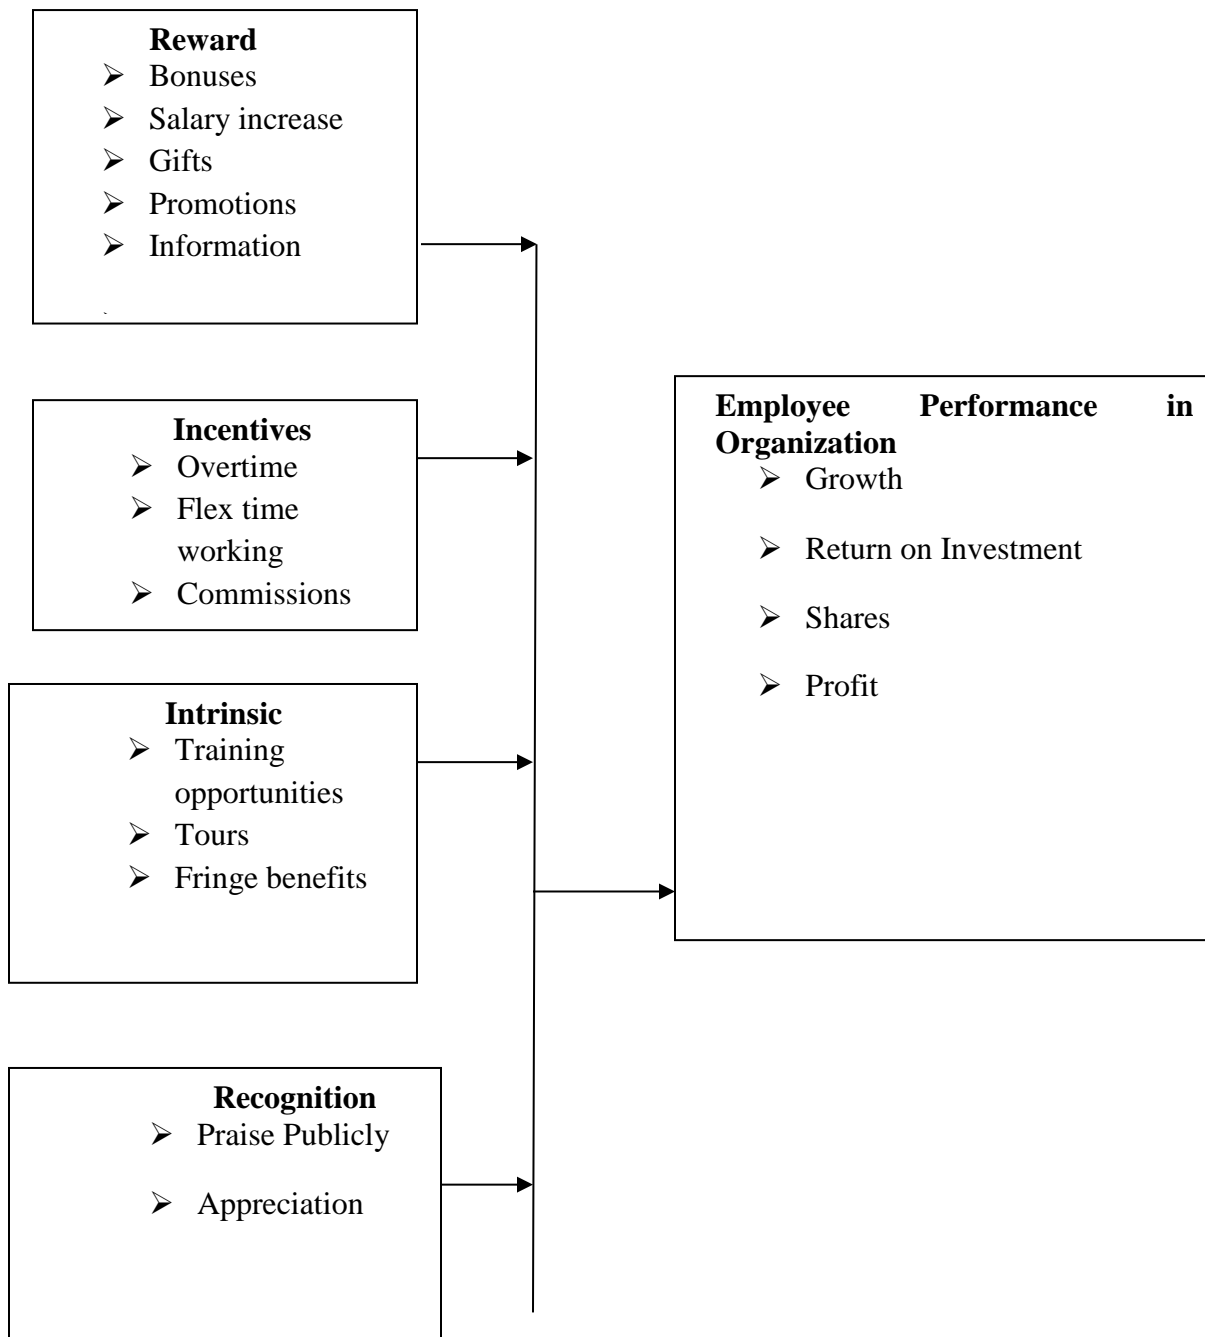 Reward
➢ Bonuses
➢ Salary increase
➢ Gifts
➢ Promotions
➢ Information
Incentives
➢ Overtime
➢ Flex time
working
➢ Commissions
Intrinsic
➢ Training
opportunities
➢ Tours
➢ Fringe benefits
Recognition
➢ Praise Publicly
➢ Appreciation
Employee Performance in
Organization
➢ Growth
➢ Return on Investment
➢ Shares
➢ Profit